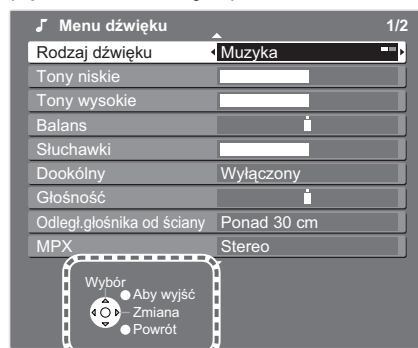 Menu dźwięku 1/2
Rodzaj dźwięku Muzyka
Tony niskie
Tony wysokie
Balans
Słuchawki
Dookólny Wyłączony
Głośność
Odległ.głośnika od ściany Ponad 30 cm
MPX Stereo
Wybór
Aby wyjść
Zmiana
Powrót